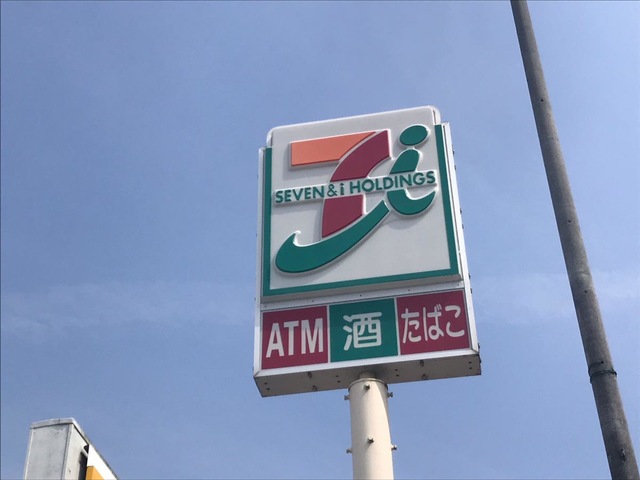 SEVEN & i HOLDINGS
ATM 酒 たばこ